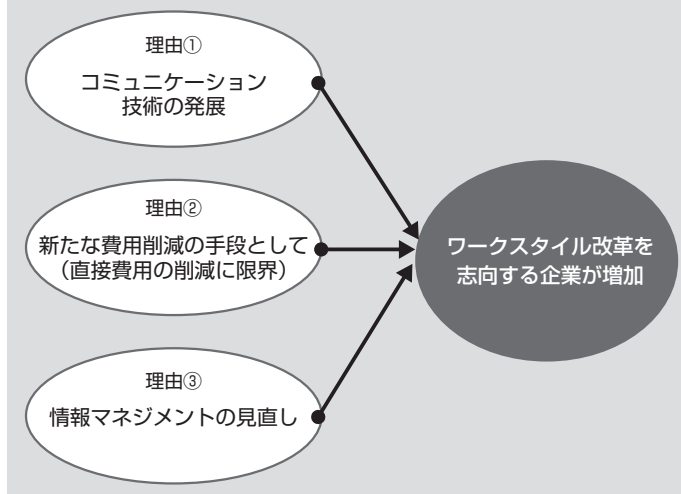 理由①
コミュニケーション
技術の発展
理由②
新たな費用削減の手段として
（直接費用の削減に限界）
理由③
情報マネジメントの見直し
ワークスタイル改革を
志向する企業が増加